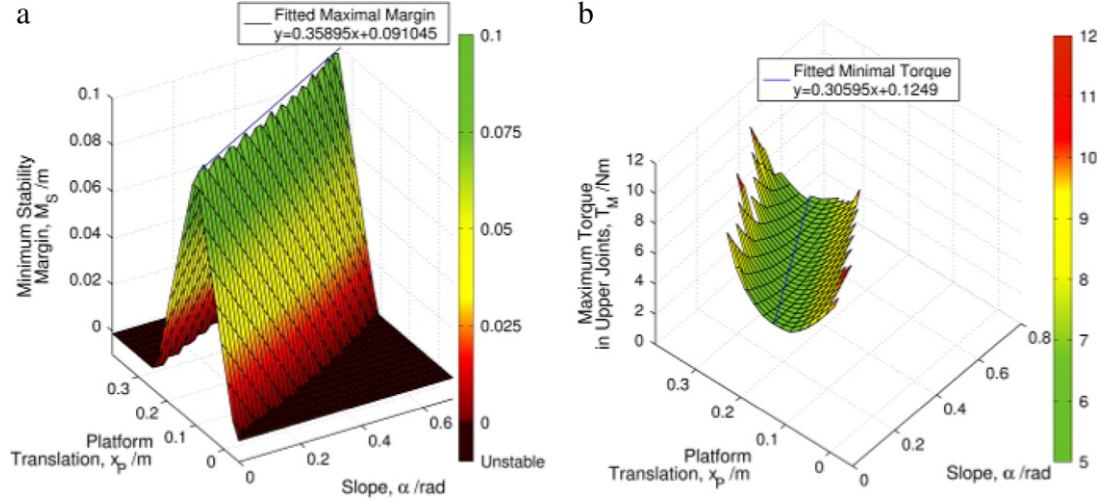 a
Fitted Maximal Margin
y=0.35895x+0.091045
0.1
0.08
0.06
0.04
0.02
0
Minimum Stability
Margin, M_S /m
0.3
0.2
0.1
0
Platform
Translation, x_P /m
0
0.2
0.4
0.6
Slope, α /rad
0.1
0.075
0.05
0.025
0
Unstable
b
Fitted Minimal Torque
y=0.30595x+0.1249
12
10
8
6
4
2
0
Maximum Torque
in Upper Joints, T_M /Nm
0.3
0.2
0.1
0
Platform
Translation, x_P /m
0
0.2
0.4
0.6
0.8
Slope, α /rad
12
11
10
9
8
7
6
5